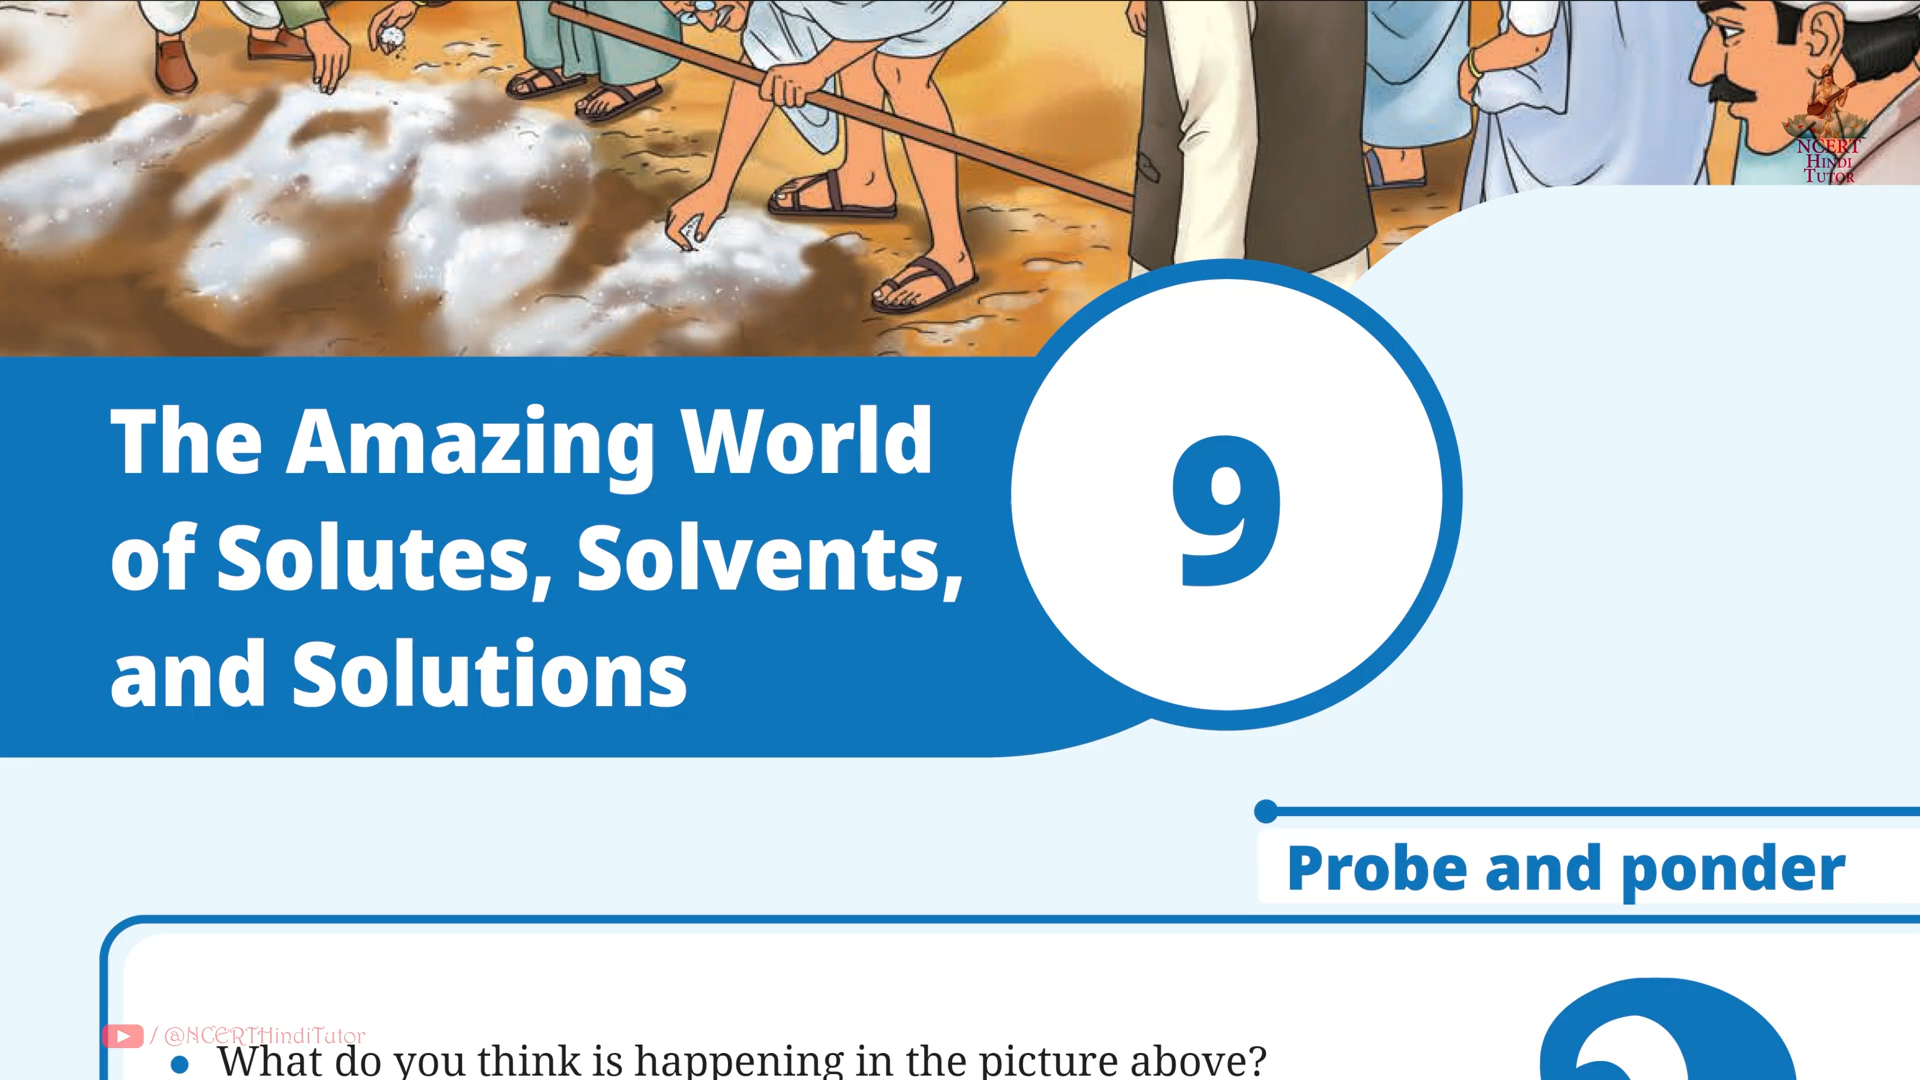 NCERT
HINDI
TUTOR
The Amazing World
of Solutes, Solvents,
and Solutions
9
Probe and ponder
/ @NCERTHindiTutor
• What do you think is happening in the picture above?
?